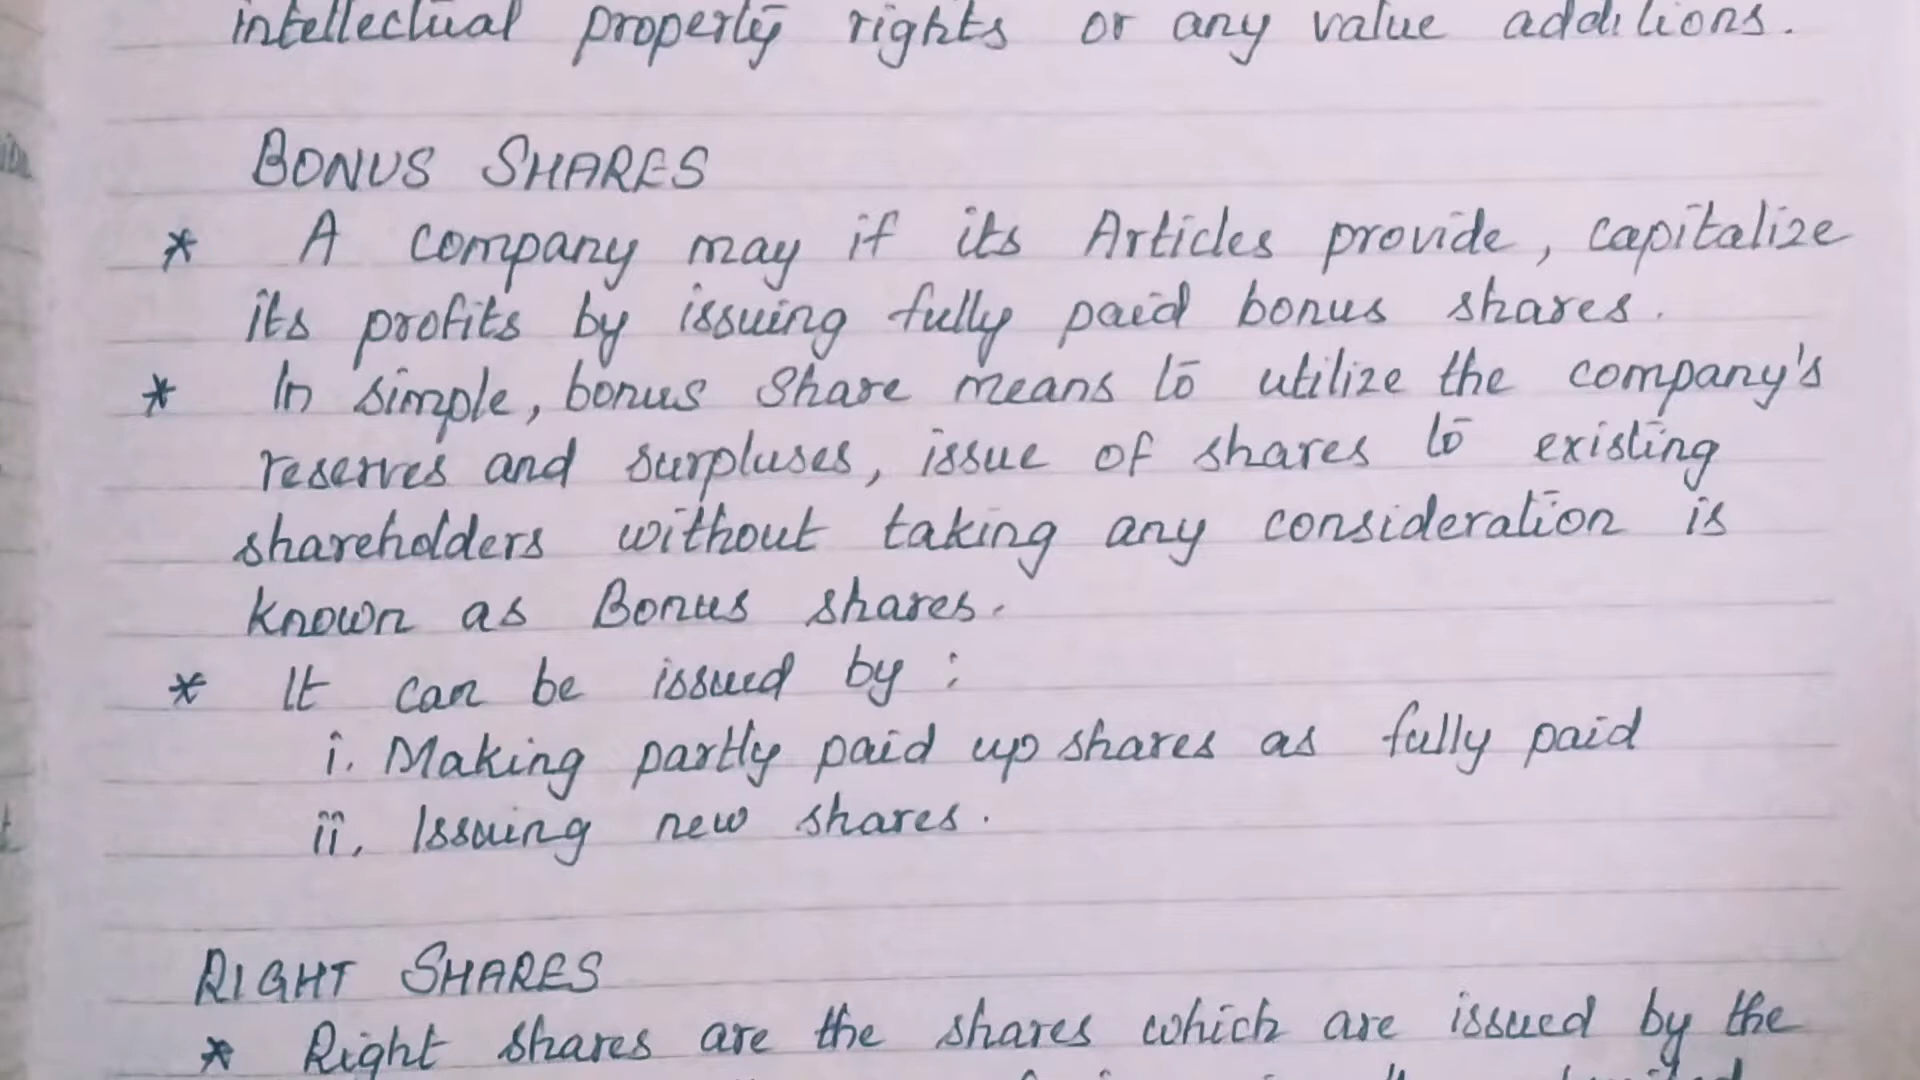 intellectual property rights or any value additions.
BONUS SHARES
* A company may if its Articles provide, capitalize
its profits by issuing fully paid bonus shares.
* In simple, bonus Share means to utilize the company's
reserves and surpluses, issue of shares to existing
shareholders without taking any consideration is
known as Bonus shares.
* It can be issued by :
i. Making partly paid up shares as fully paid
ii. Issuing new shares.
RIGHT SHARES
* Right shares are the shares which are issued by the